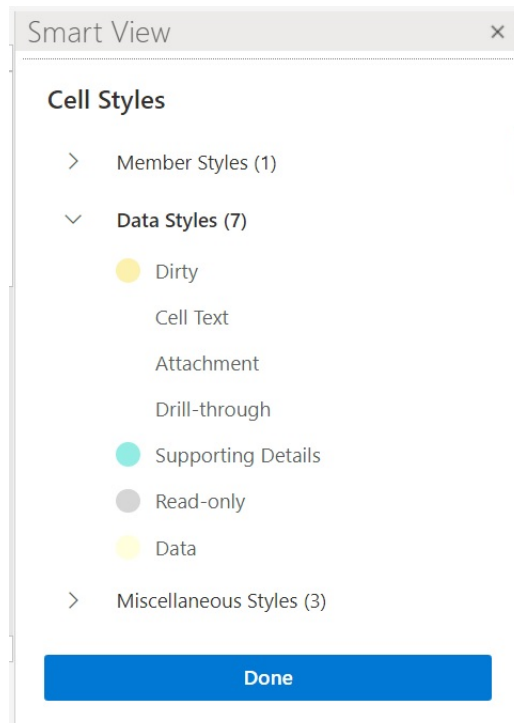 Smart View
Cell Styles
Member Styles (1)
Data Styles (7)
Dirty
Cell Text
Attachment
Drill-through
Supporting Details
Read-only
Data
Miscellaneous Styles (3)
Done